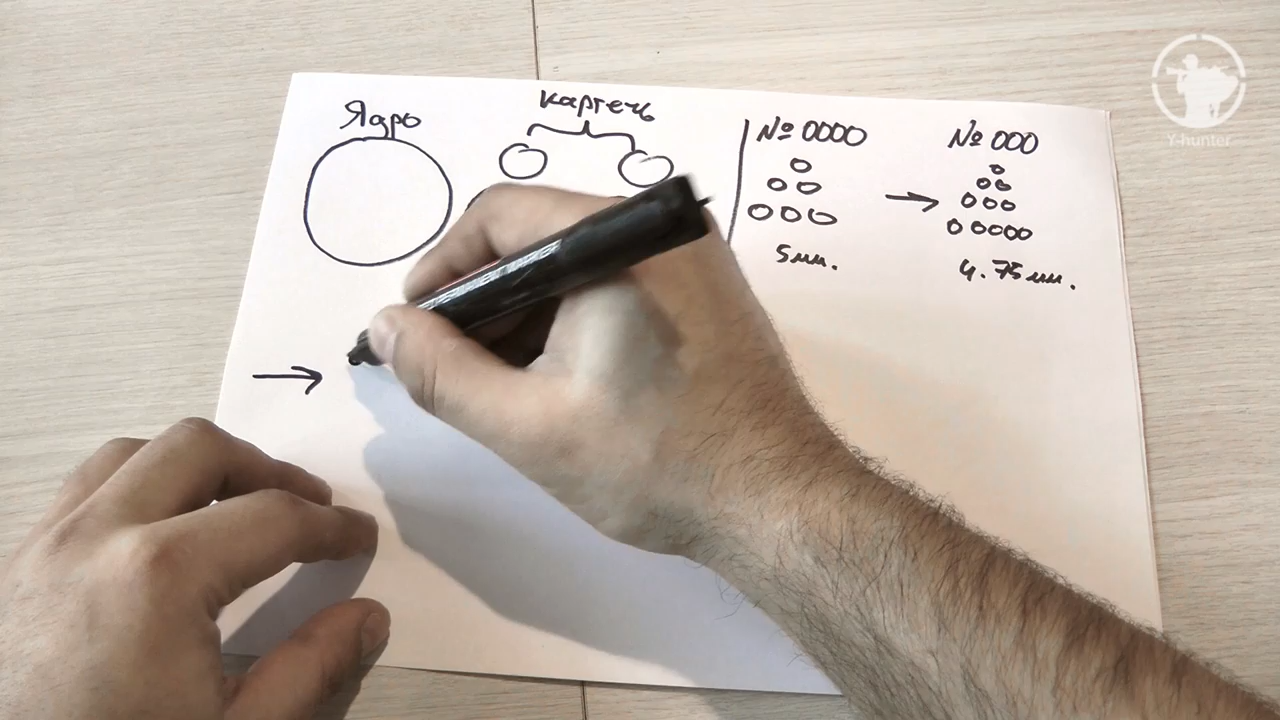 Ядро
картечь
№ 0000
5мм.
№ 000
4.75мм.
Y-hunter